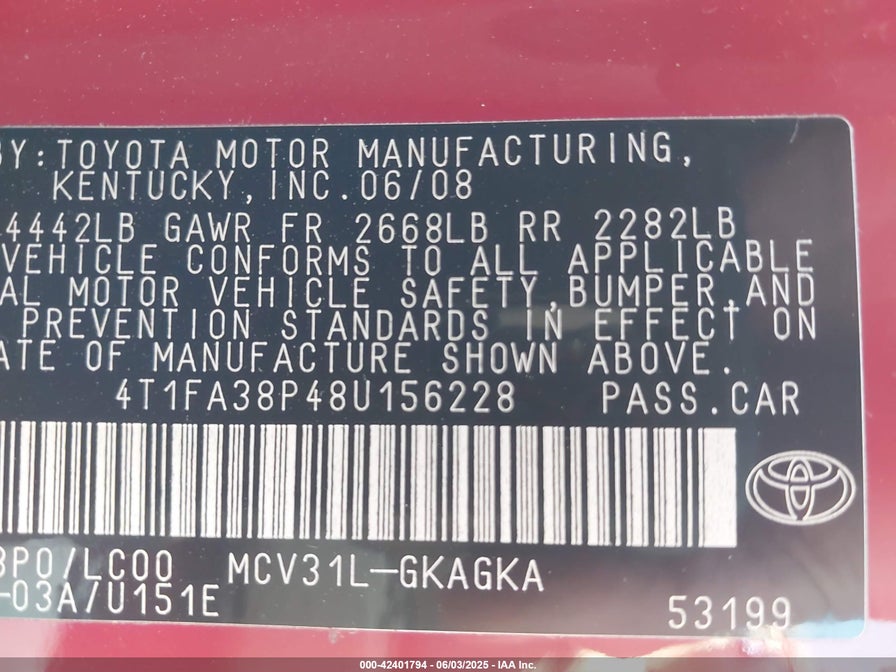 BY:TOYOTA MOTOR MANUFACTURING,
KENTUCKY,INC.06/08
4442LB GAWR FR 2668LB RR 2282LB
VEHICLE CONFORMS TO ALL APPLICABLE
AL MOTOR VEHICLE SAFETY,BUMPER,AND
PREVENTION STANDARDS IN EFFECT ON
ATE OF MANUFACTURE SHOWN ABOVE.
4T1FA38P48U156228 PASS.CAR
3P0/LC00 MCV31L-GKAGKA
-03A/U151E
53199
000-42401794 - 06/03/2025 - IAA Inc.